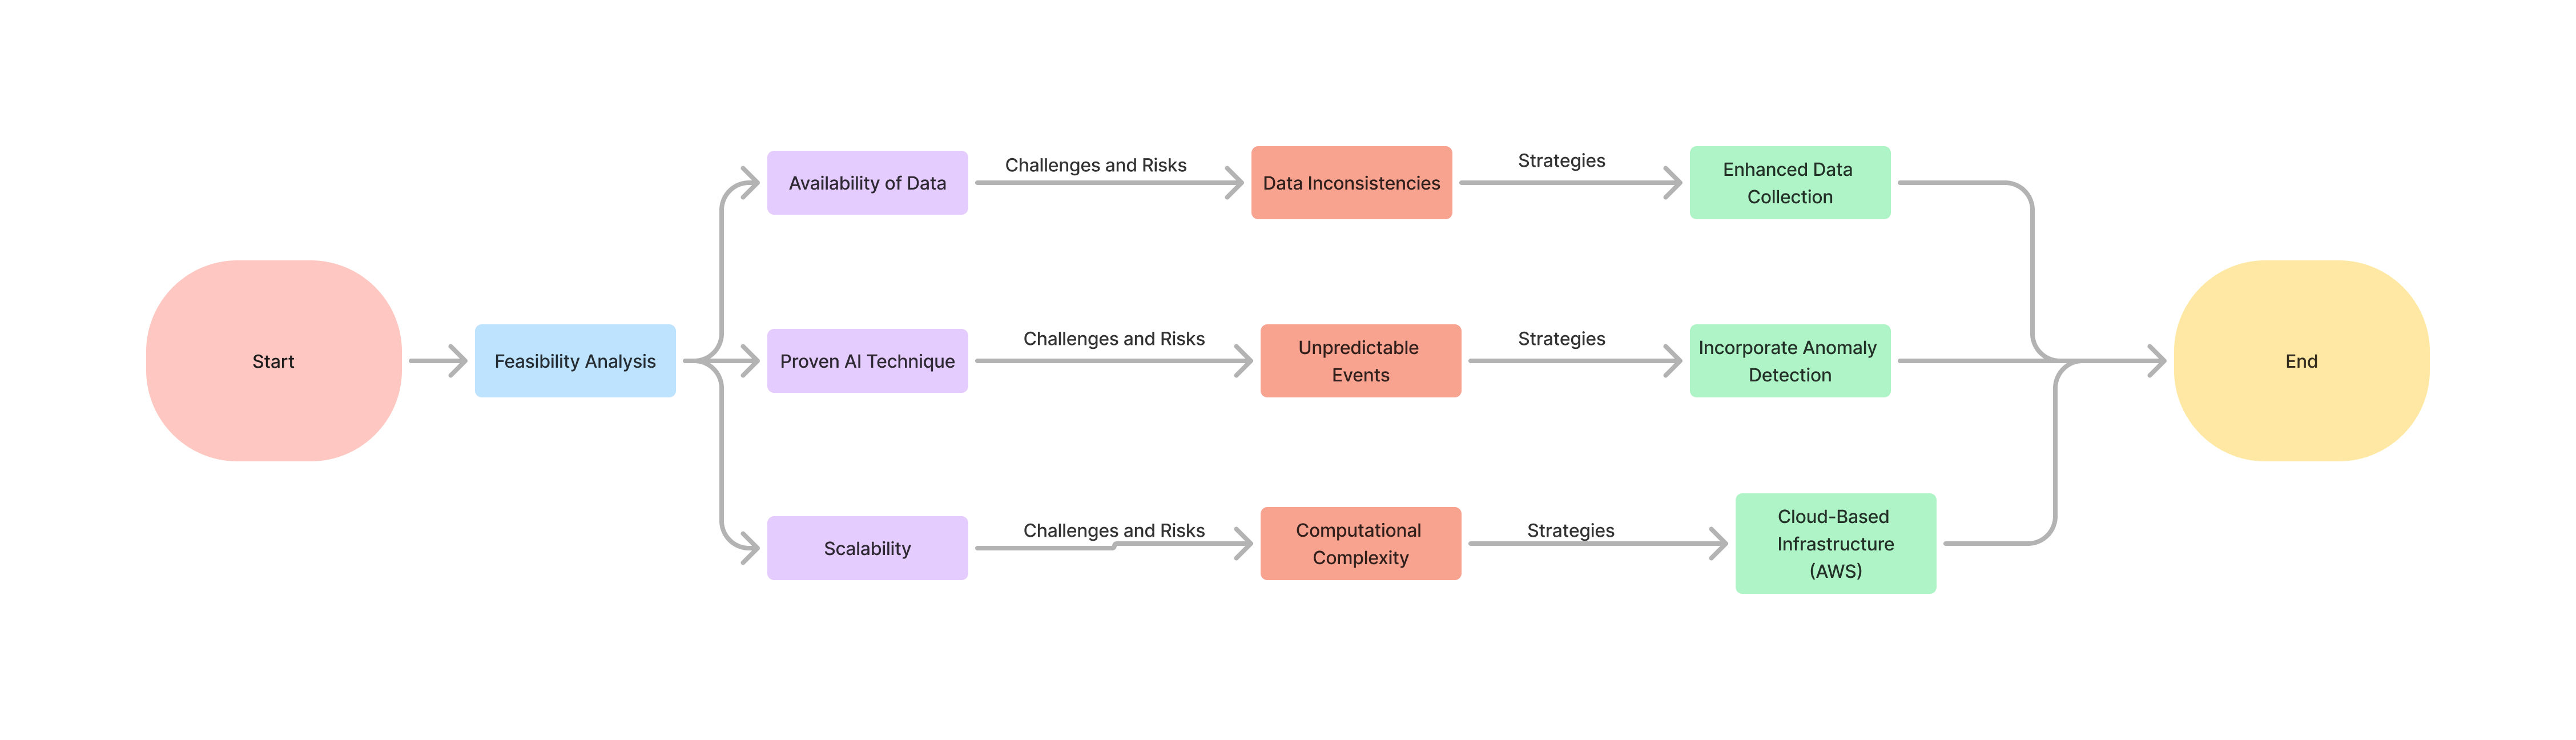 Start
Feasibility Analysis
Availability of Data
Challenges and Risks
Data Inconsistencies
Strategies
Enhanced Data
Collection
Proven AI Technique
Challenges and Risks
Unpredictable
Events
Strategies
Incorporate Anomaly
Detection
Scalability
Challenges and Risks
Computational
Complexity
Strategies
Cloud-Based
Infrastructure
(AWS)
End